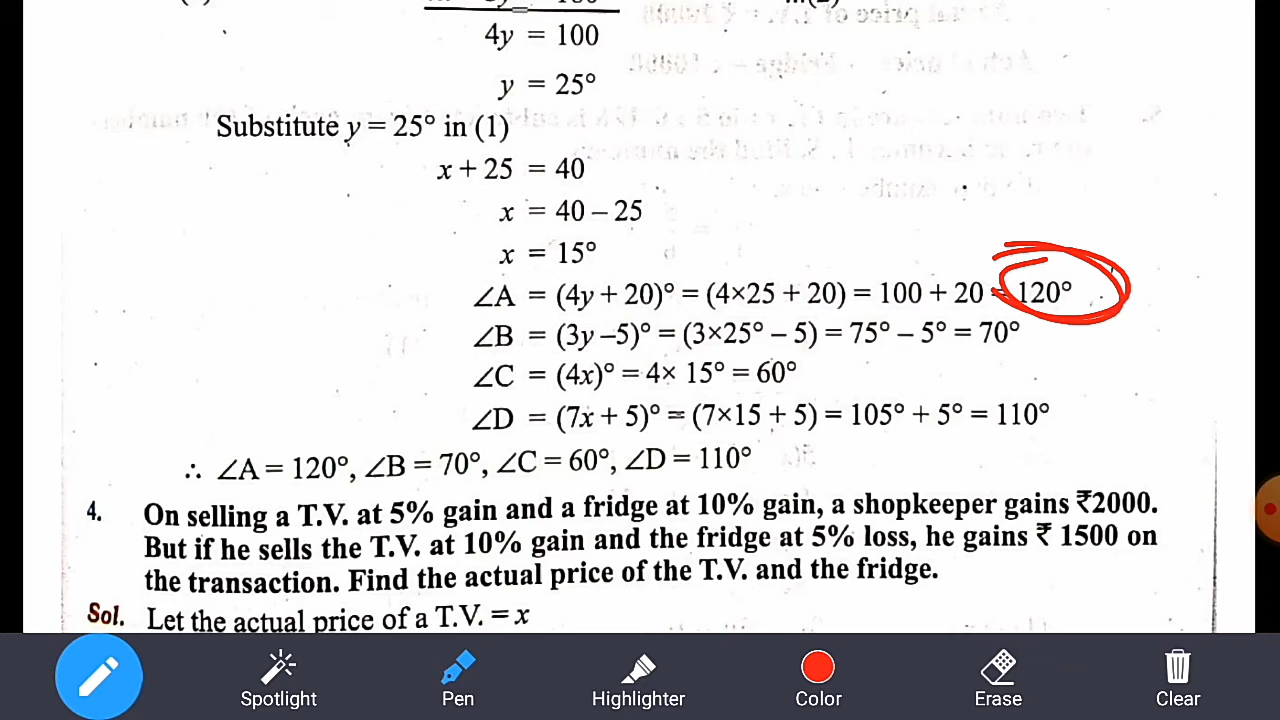 4y = 100
y = 25°
Substitute y = 25° in (1)
x + 25 = 40
x = 40 – 25
x = 15°
∠A = (4y + 20)° = (4×25 + 20) = 100 + 20 = 120°
∠B = (3y –5)° = (3×25° – 5) = 75° – 5° = 70°
∠C = (4x)° = 4× 15° = 60°
∠D = (7x + 5)° = (7×15 + 5) = 105° + 5° = 110°
∴ ∠A = 120°, ∠B = 70°, ∠C = 60°, ∠D = 110°
4. On selling a T.V. at 5% gain and a fridge at 10% gain, a shopkeeper gains ₹2000.
But if he sells the T.V. at 10% gain and the fridge at 5% loss, he gains ₹ 1500 on
the transaction. Find the actual price of the T.V. and the fridge.
Sol. Let the actual price of a T.V. = x
Spotlight Pen Highlighter Color Erase Clear